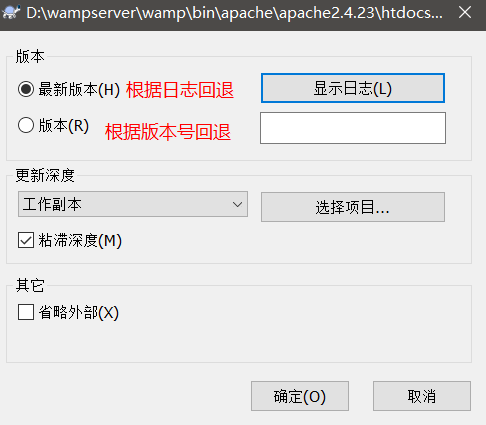 D:\wampserver\wamp\bin\apache\apache2.4.23\htdocs...
版本
最新版本(H) 根据日志回退 显示日志(L)
版本(R) 根据版本号回退
更新深度
工作副本 选择项目...
粘滞深度(M)
其它
省略外部(X)
确定(O) 取消